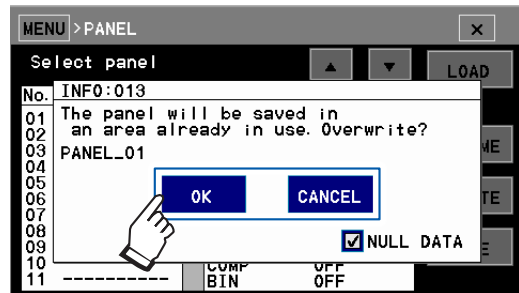 MENU > PANEL ×
Select panel ▲ ▼ LOAD
No. INFO:013
01 The panel will be saved in
02 an area already in use. Overwrite?
03 PANEL_01 ME
04
05
06 OK CANCEL TE
07
08
09 NULL DATA E
10 COMP OFF
11 ---------- BIN OFF